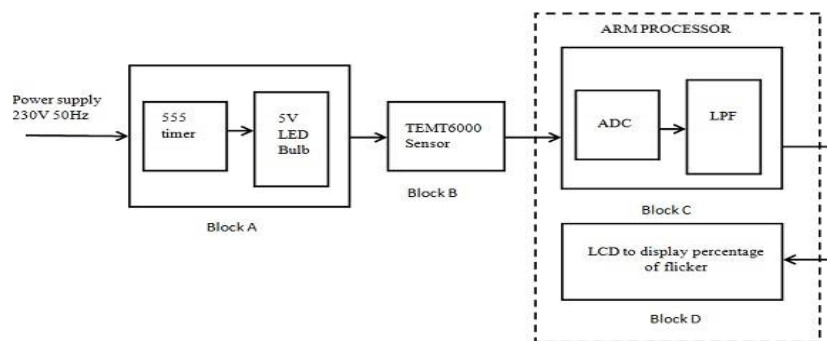 ARM PROCESSOR
Power supply
230V 50Hz
555
timer
5V
LED
Bulb
TEMT6000
Sensor
ADC
LPF
Block A
Block B
Block C
LCD to display percentage
of flicker
Block D